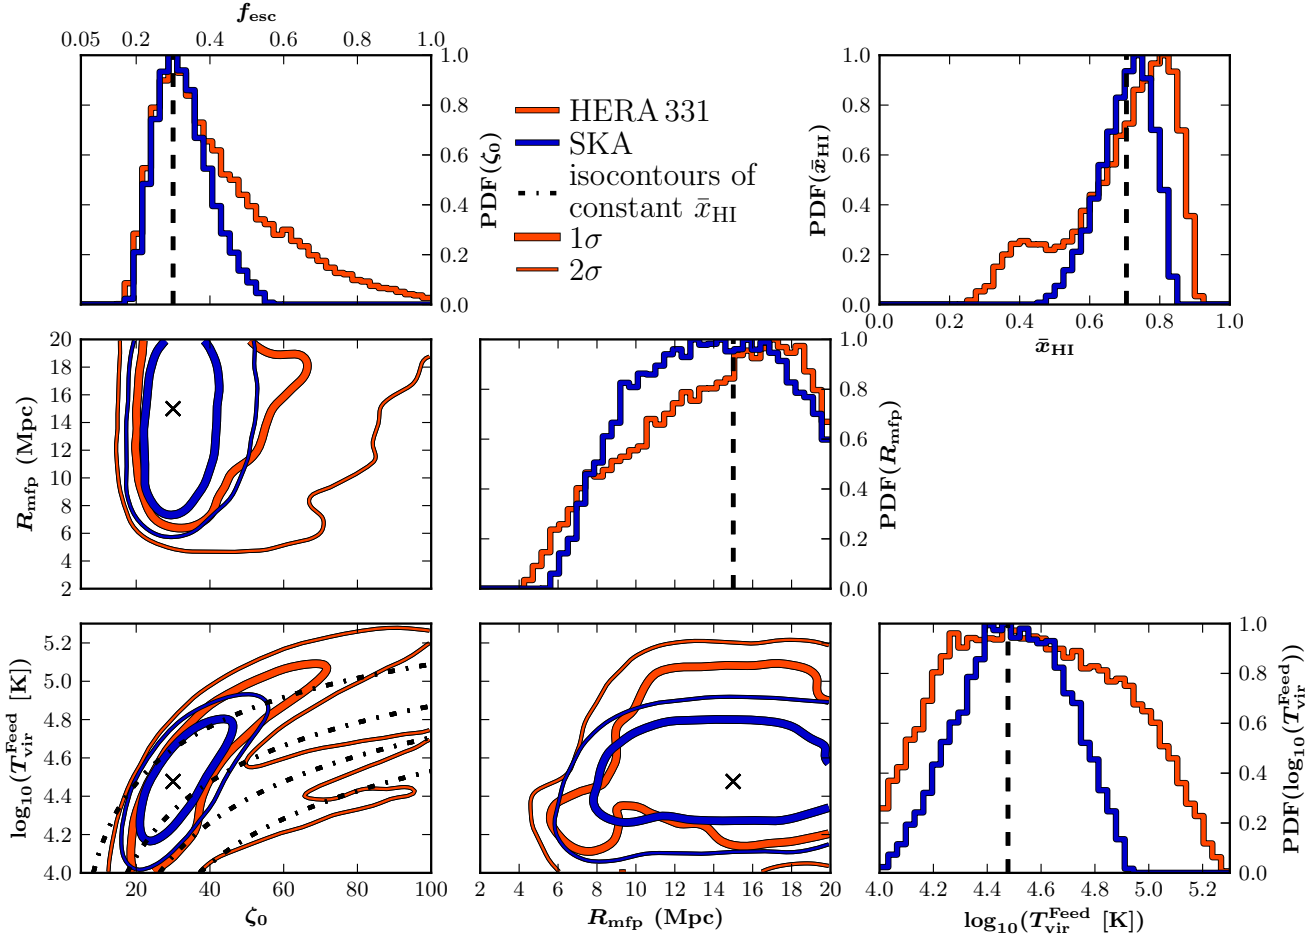 f_esc
0.05 0.2 0.4 0.6 0.8 1.0
1.0
0.8
0.6
0.4
0.2
0.0
PDF(ζ₀)
HERA 331
SKA
isocontours of
constant x̄_HI
1σ
2σ
PDF(x̄_HI)
1.0
0.8
0.6
0.4
0.2
0.0
0.0 0.2 0.4 0.6 0.8 1.0
x̄_HI
R_mfp (Mpc)
20
18
16
14
12
10
8
6
4
2
1.0
0.8
0.6
0.4
0.2
0.0
PDF(R_mfp)
log₁₀(T_vir^Feed [K])
5.2
5.0
4.8
4.6
4.4
4.2
4.0
20 40 60 80 100
ζ₀
2 4 6 8 10 12 14 16 18 20
R_mfp (Mpc)
1.0
0.8
0.6
0.4
0.2
0.0
PDF(log₁₀(T_vir^Feed))
4.0 4.2 4.4 4.6 4.8 5.0 5.2
log₁₀(T_vir^Feed [K])